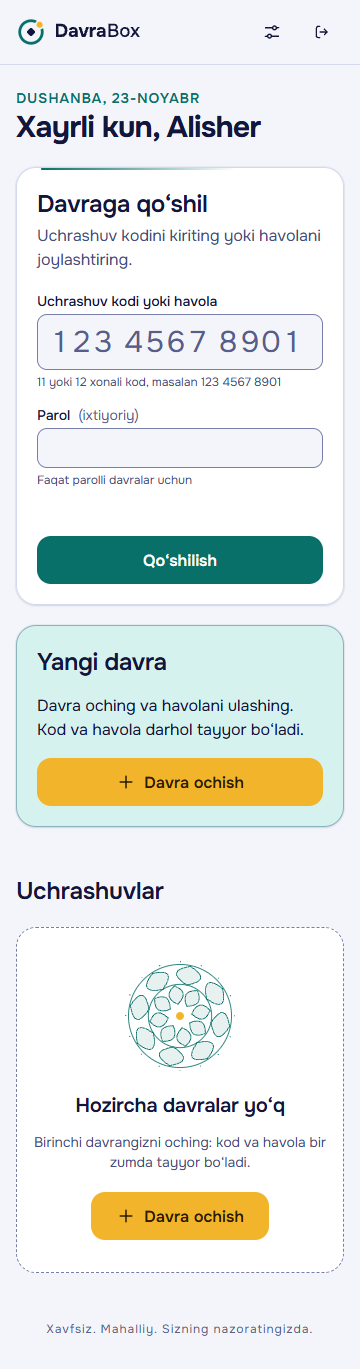 DavraBox
DUSHANBA, 23-NOYABR
Xayrli kun, Alisher
Davraga qo‘shil
Uchrashuv kodini kiriting yoki havolani
joylashtiring.
Uchrashuv kodi yoki havola
123 4567 8901
11 yoki 12 xonali kod, masalan 123 4567 8901
Parol (ixtiyoriy)
Faqat parolli davralar uchun
Qo‘shilish
Yangi davra
Davra oching va havolani ulashing.
Kod va havola darhol tayyor bo‘ladi.
Davra ochish
Uchrashuvlar
Hozircha davralar yo‘q
Birinchi davrangizni oching: kod va havola bir
zumda tayyor bo‘ladi.
Davra ochish
Xavfsiz. Mahalliy. Sizning nazoratingizda.